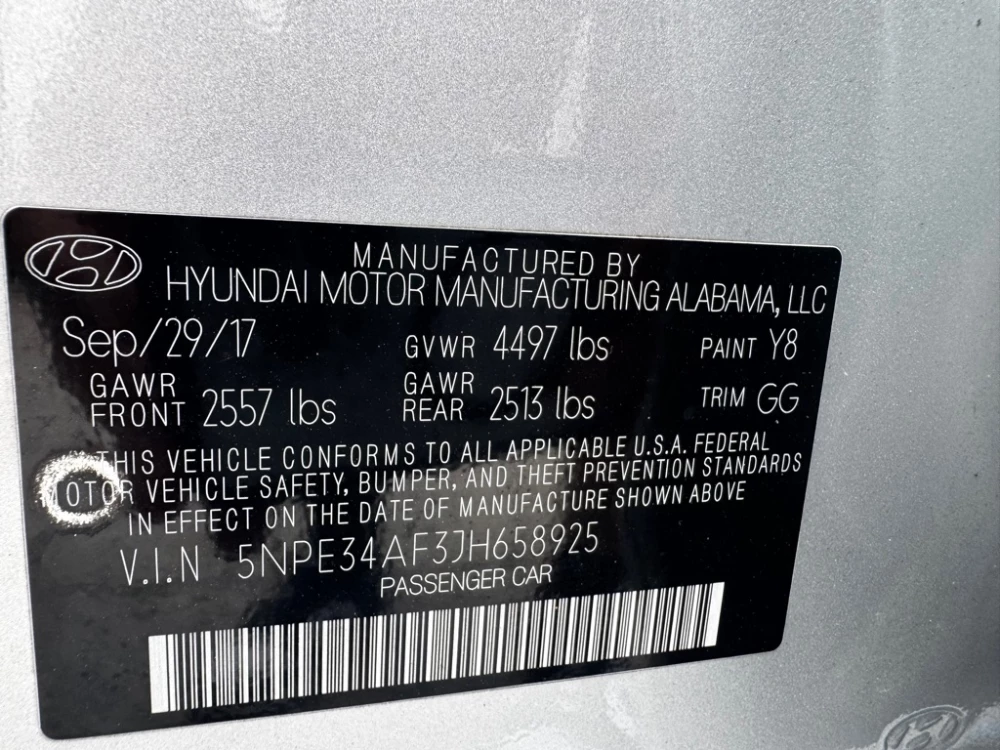 MANUFACTURED BY
HYUNDAI MOTOR MANUFACTURING ALABAMA, LLC
Sep/29/17 GVWR 4497 lbs PAINT Y8
GAWR FRONT 2557 lbs GAWR REAR 2513 lbs TRIM GG
THIS VEHICLE CONFORMS TO ALL APPLICABLE U.S.A. FEDERAL
MOTOR VEHICLE SAFETY, BUMPER, AND THEFT PREVENTION STANDARDS
IN EFFECT ON THE DATE OF MANUFACTURE SHOWN ABOVE
V.I.N 5NPE34AF3JH658925
PASSENGER CAR